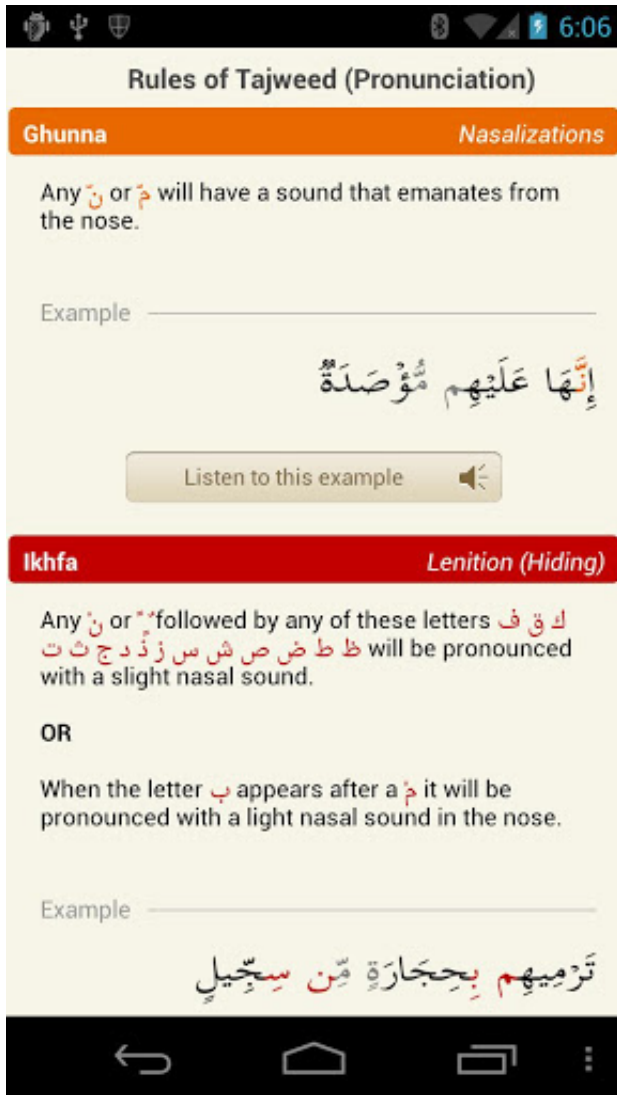 6:06
Rules of Tajweed (Pronunciation)
Ghunna Nasalizations
Any نّ or مّ will have a sound that emanates from
the nose.
Example
إِنَّهَا عَلَيْهِم مُّؤْصَدَةٌ
Listen to this example
Ikhfa Lenition (Hiding)
Any نْ or ـًـٍـٌ followed by any of these letters ك ق ف
ظ ط ض ص ش س ز ذ د ج ث ت will be pronounced
with a slight nasal sound.
OR
When the letter ب appears after a مْ it will be
pronounced with a light nasal sound in the nose.
Example
تَرْمِيهِم بِحِجَارَةٍ مِّن سِجِّيلٍ